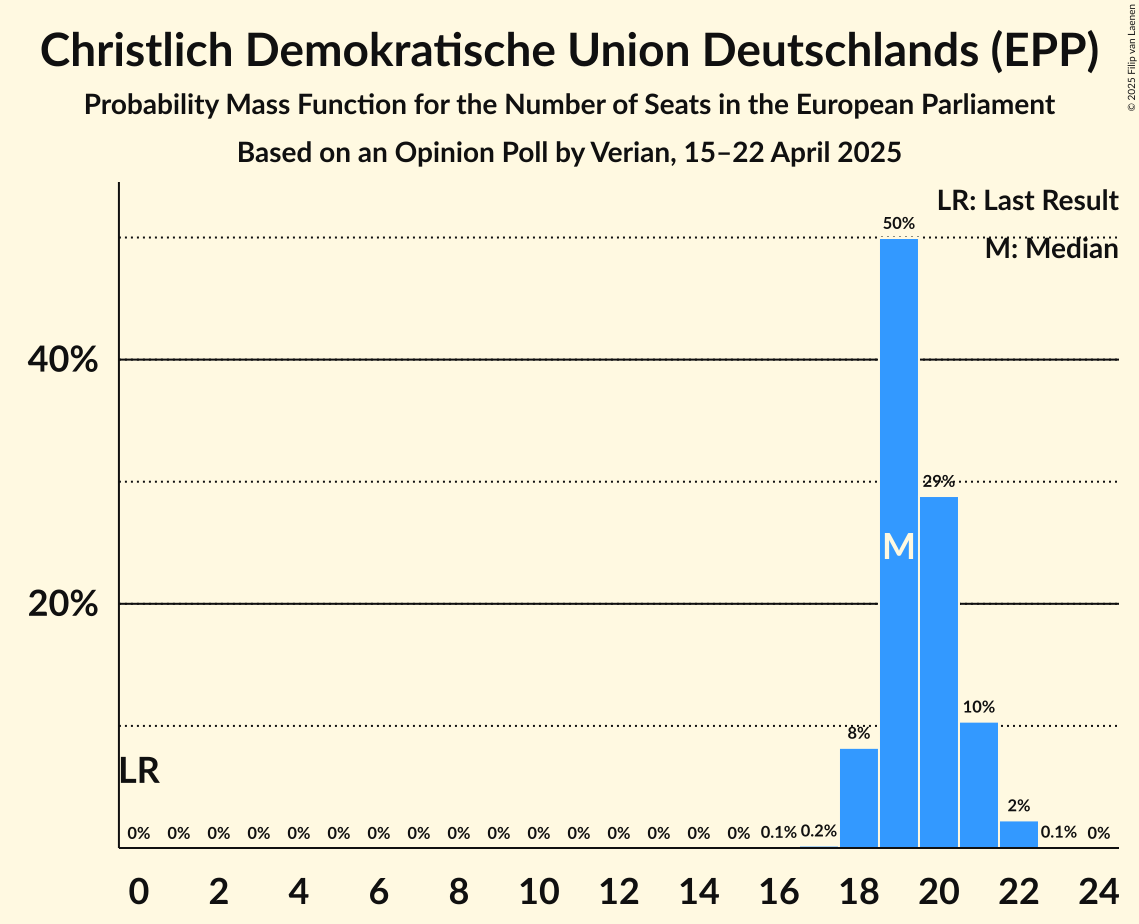 Christlich Demokratische Union Deutschlands (EPP)
Probability Mass Function for the Number of Seats in the European Parliament
Based on an Opinion Poll by Verian, 15–22 April 2025
© 2025 Filip van Laenen
LR: Last Result
M: Median
50%
40%
29%
M
20%
10%
8%
LR
2%
0% 0% 0% 0% 0% 0% 0% 0% 0% 0% 0% 0% 0% 0% 0% 0% 0.1% 0.2% 0.1% 0%
0 2 4 6 8 10 12 14 16 18 20 22 24